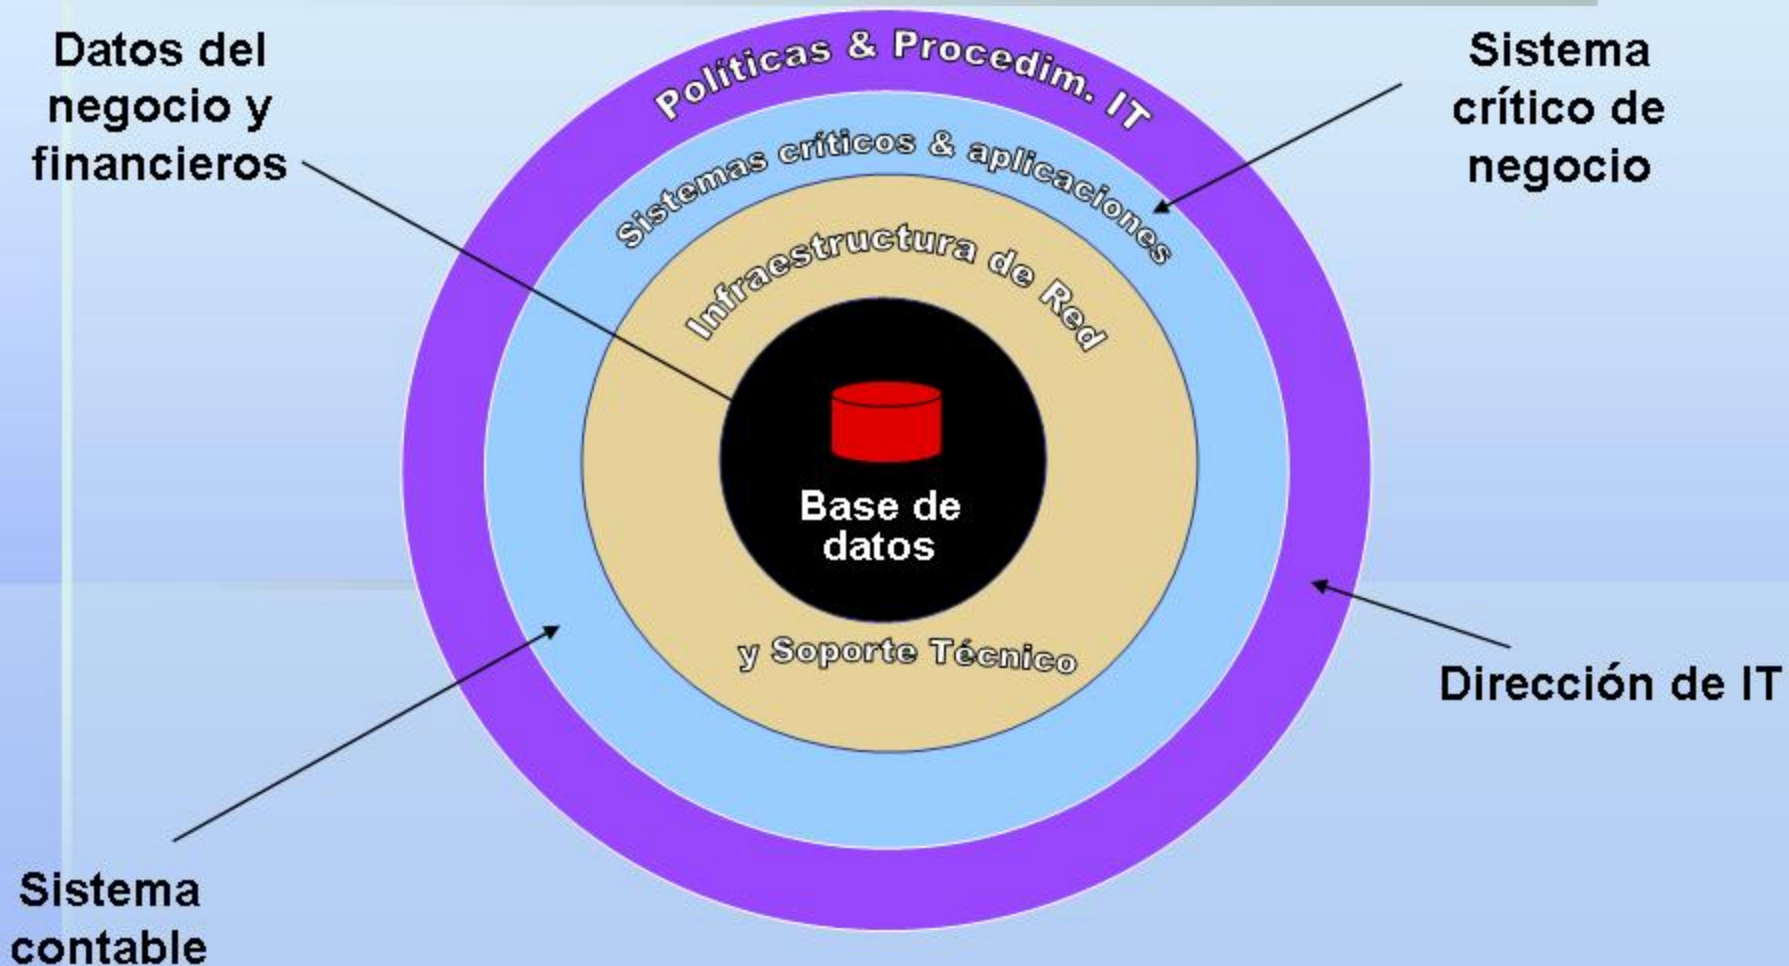 Datos del
negocio y
financieros
Políticas & Procedim. IT
Sistemas críticos & aplicaciones
Infraestructura de Red
Base de
datos
y Soporte Técnico
Sistema
crítico de
negocio
Dirección de IT
Sistema
contable